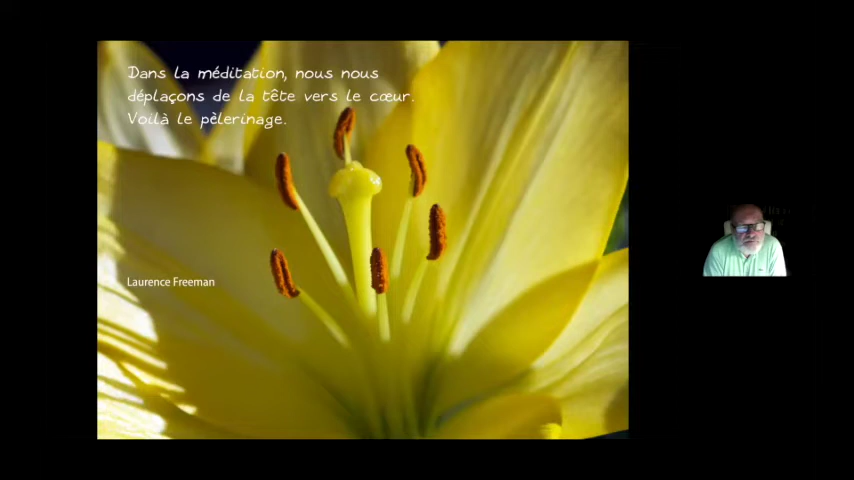 Dans la méditation, nous nous
déplaçons de la tête vers le cœur.
Voilà le pèlerinage.
Laurence Freeman